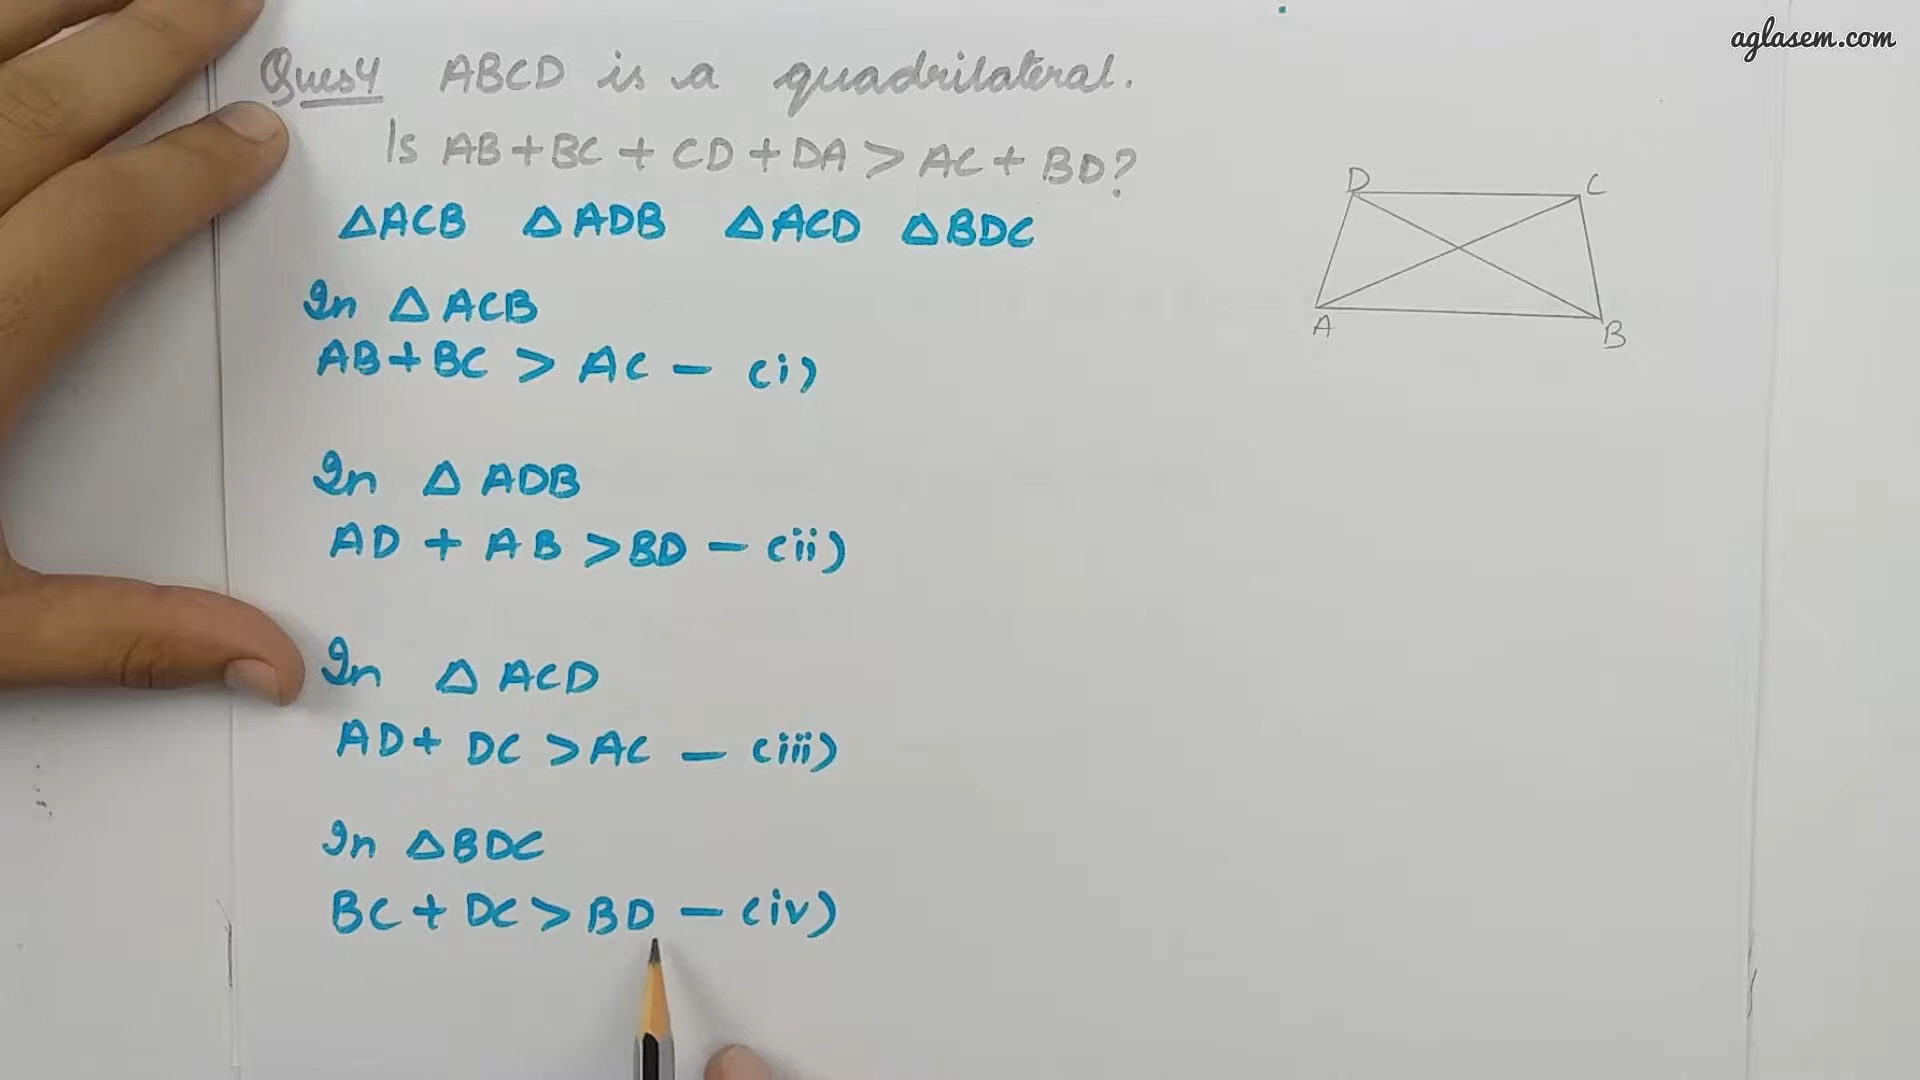 aglasem.com
Ques4 ABCD is a quadrilateral.
Is AB + BC + CD + DA > AC + BD?
D C
A B
△ACB △ADB △ACD △BDC
In △ ACB
AB + BC > AC - (i)
In △ ADB
AD + AB > BD - (ii)
In △ ACD
AD + DC > AC - (iii)
In △BDC
BC + DC > BD - (iv)